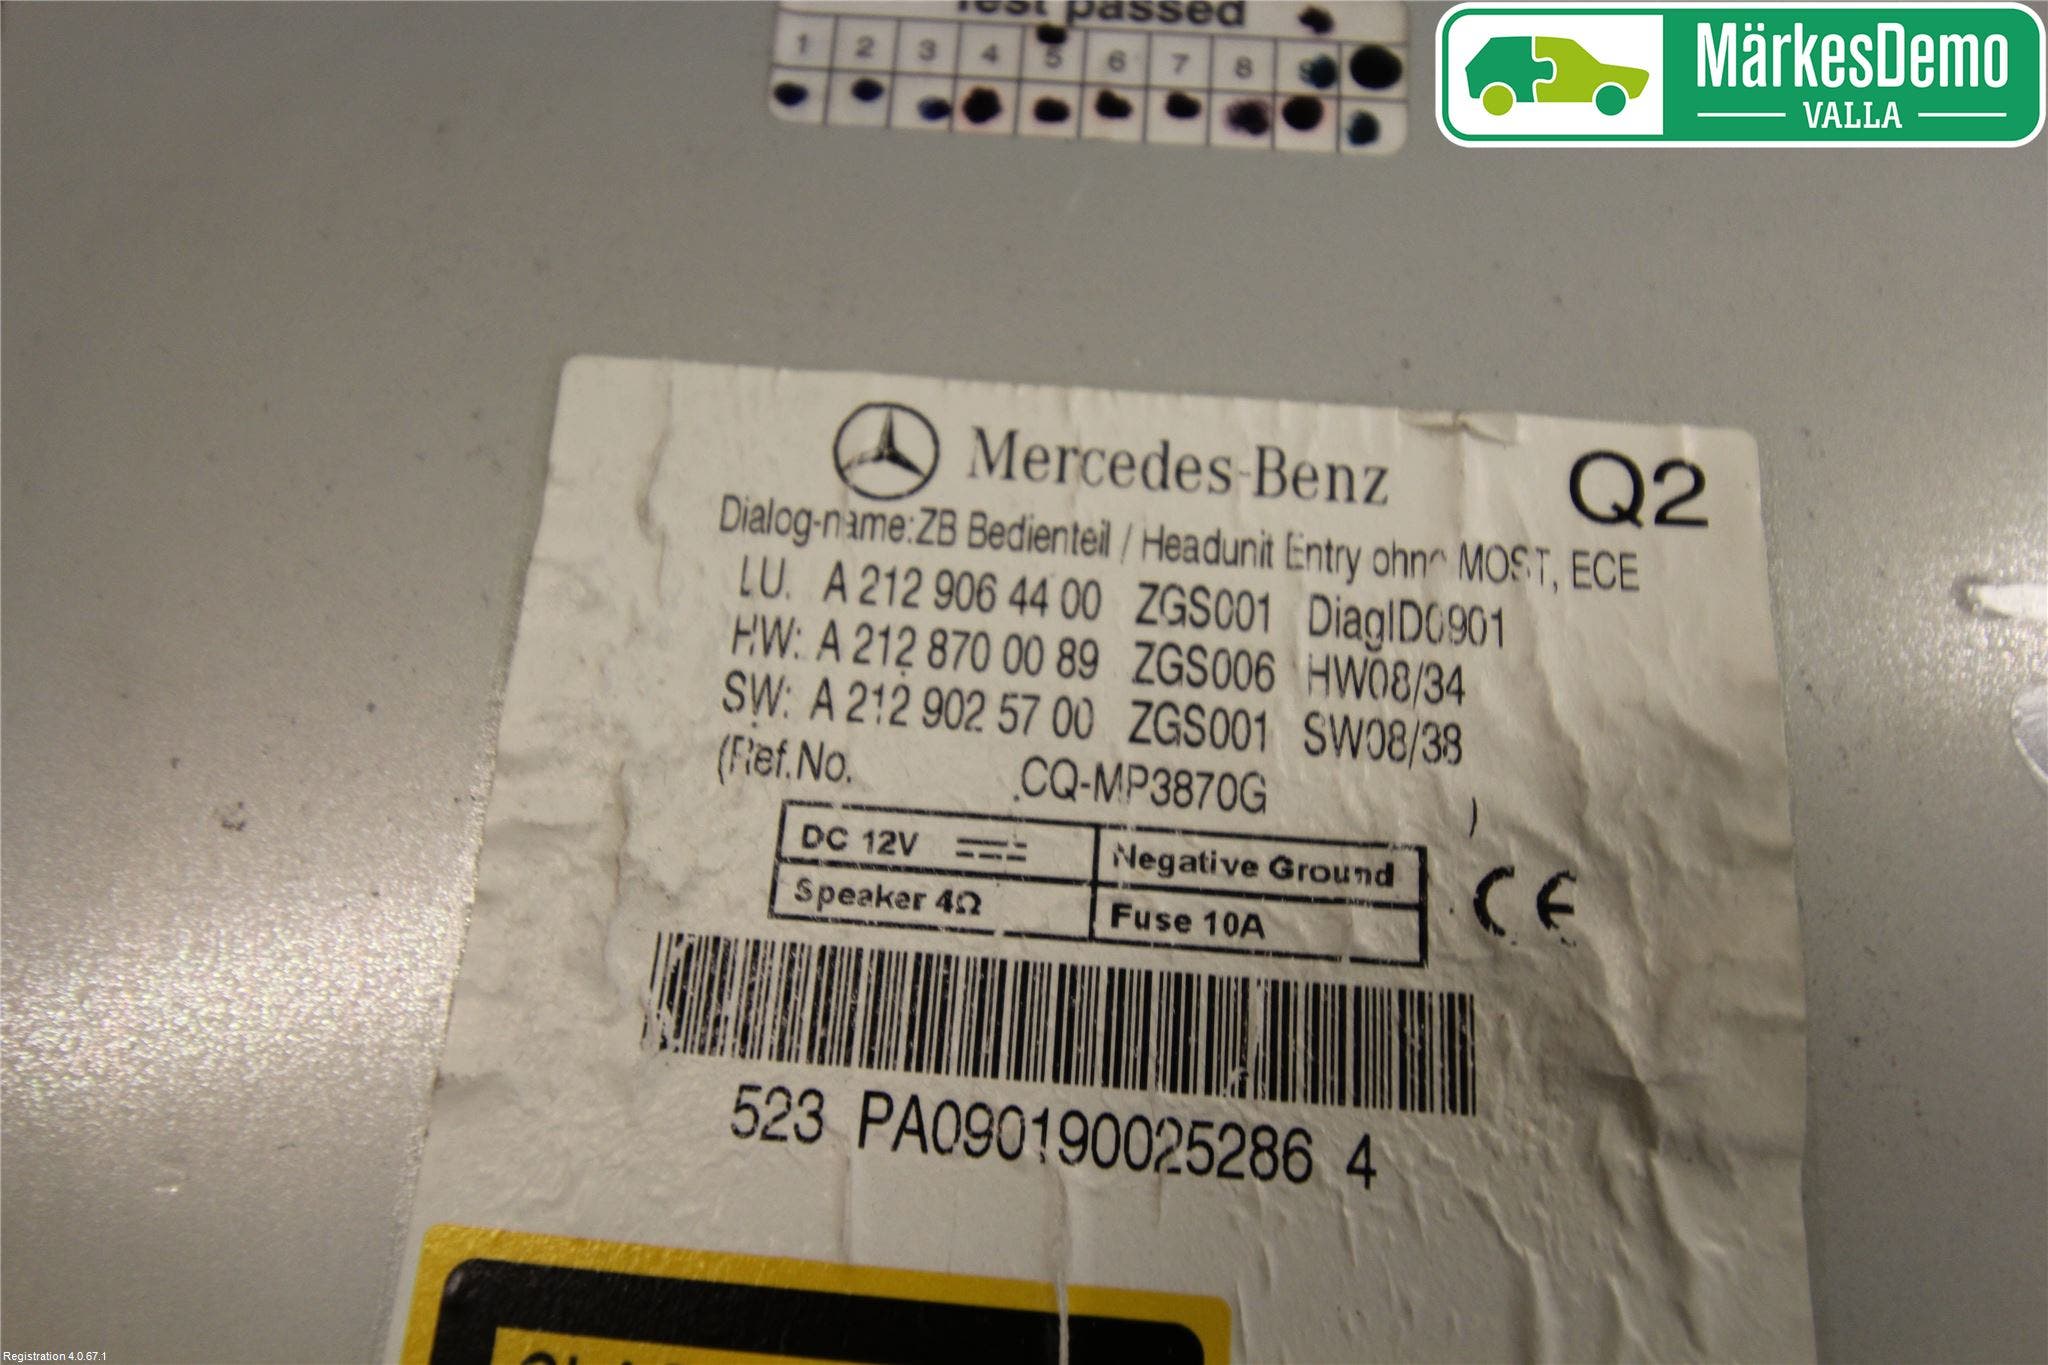 Test passed
1 2 3 4 5 6 7 8 9
MärkesDemo
VALLA
Mercedes-Benz
Q2
Dialog-name:ZB Bedienteil / Headunit Entry ohne MOST, ECE
LU. A 212 906 44 00 ZGS001 DiagID0901
HW: A 212 870 00 89 ZGS006 HW08/34
SW: A 212 902 57 00 ZGS001 SW08/38
(Ref.No. CQ-MP3870G )
DC 12V Negative Ground
Speaker 4Ω Fuse 10A
CE
523 PA090190025286 4
Registration 4.0.67.1